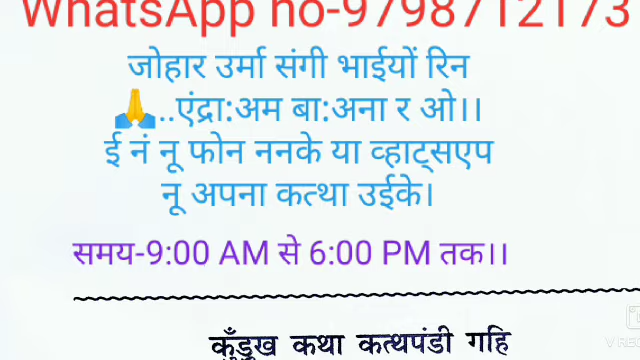 WhatsApp no-9798712173
जोहार उर्मा संगी भाईयों रिन
🙏..एंद्रा:अम बा:अना र ओ।।
ई नं नू फोन ननके या व्हाट्सएप
नू अपना कत्था उईके।
समय-9:00 AM से 6:00 PM तक।।
कुँड़ुख कथा कत्थपंडी गहि